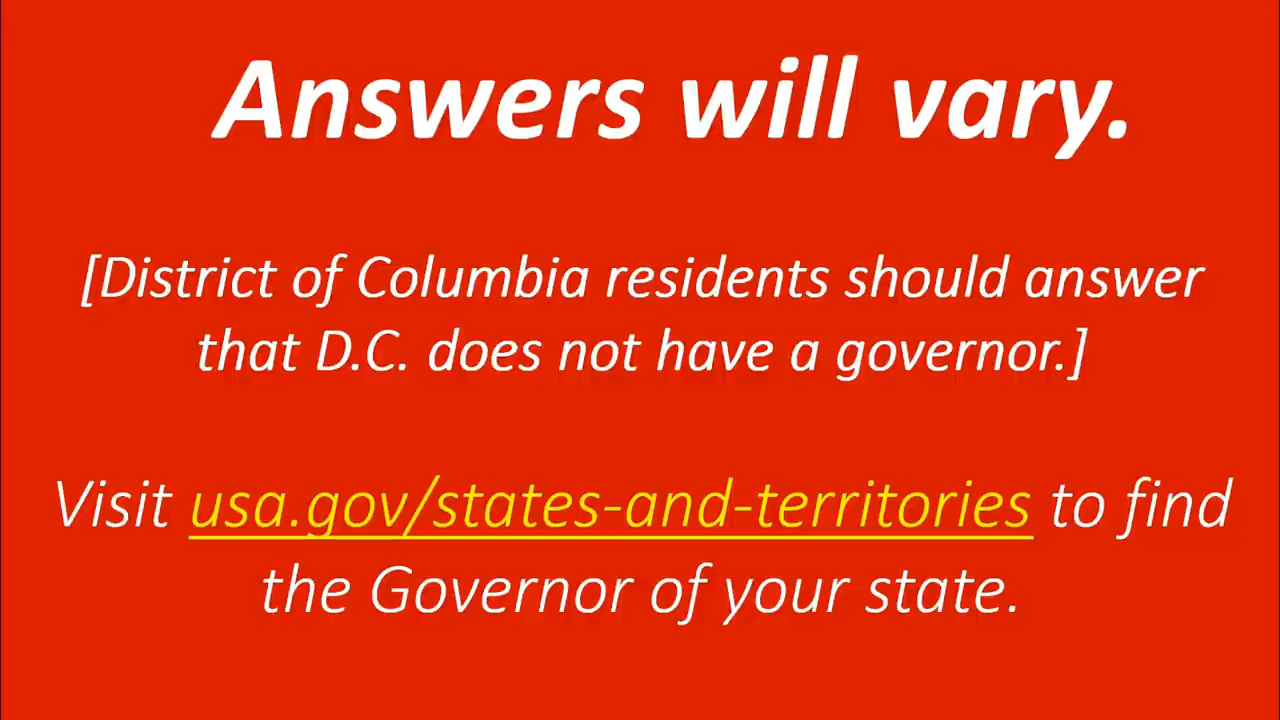 Answers will vary.
[District of Columbia residents should answer
that D.C. does not have a governor.]
Visit usa.gov/states-and-territories to find
the Governor of your state.